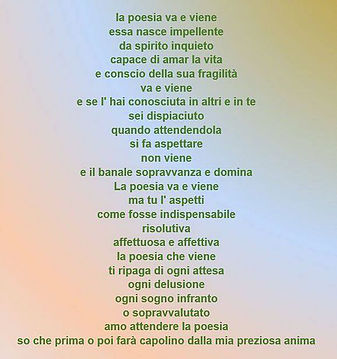 la poesia va e viene
essa nasce impellente
da spirito inquieto
capace di amar la vita
e conscio della sua fragilità
va e viene
e se l' hai conosciuta in altri e in te
sei dispiaciuto
quando attendendola
si fa aspettare
non viene
e il banale sopravvanza e domina
La poesia va e viene
ma tu l' aspetti
come fosse indispensabile
risolutiva
affettuosa e affettiva
la poesia che viene
ti ripaga di ogni attesa
ogni delusione
ogni sogno infranto
o sopravvalutato
amo attendere la poesia
so che prima o poi farà capolino dalla mia preziosa anima